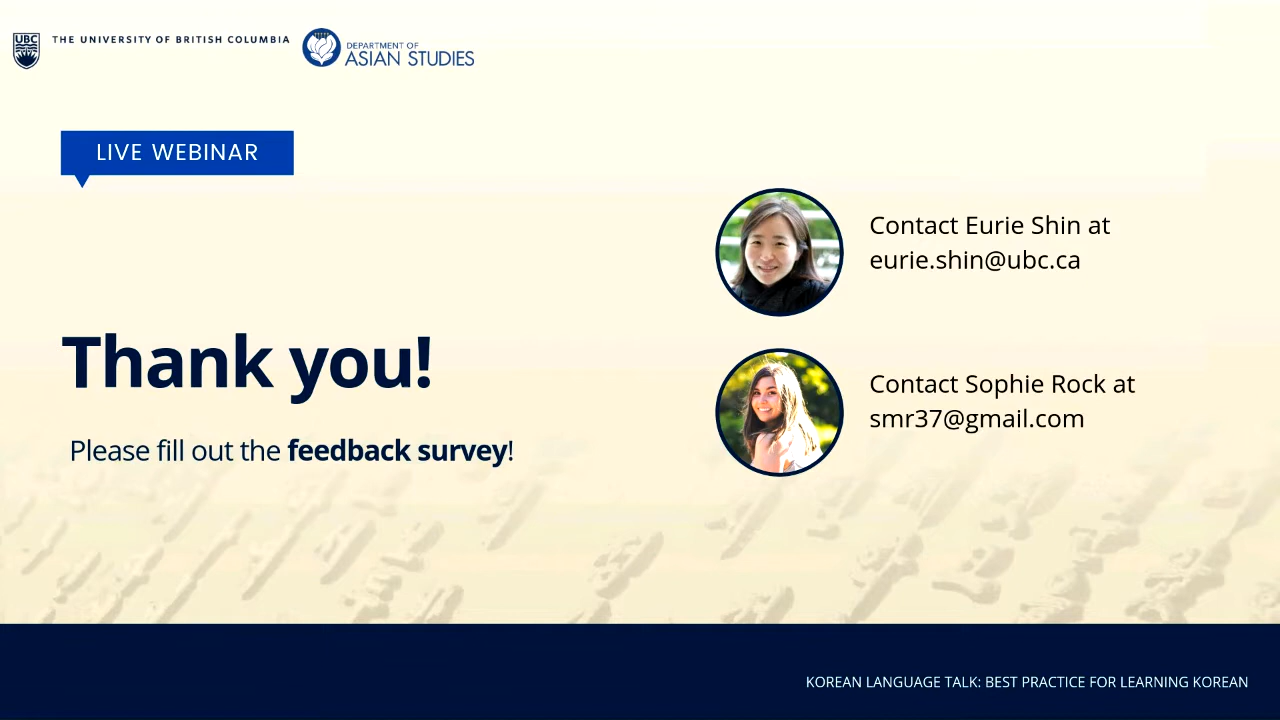 UBC
THE UNIVERSITY OF BRITISH COLUMBIA
DEPARTMENT OF
ASIAN STUDIES
LIVE WEBINAR
Contact Eurie Shin at
eurie.shin@ubc.ca
Thank you!
Contact Sophie Rock at
smr37@gmail.com
Please fill out the feedback survey!
KOREAN LANGUAGE TALK: BEST PRACTICE FOR LEARNING KOREAN